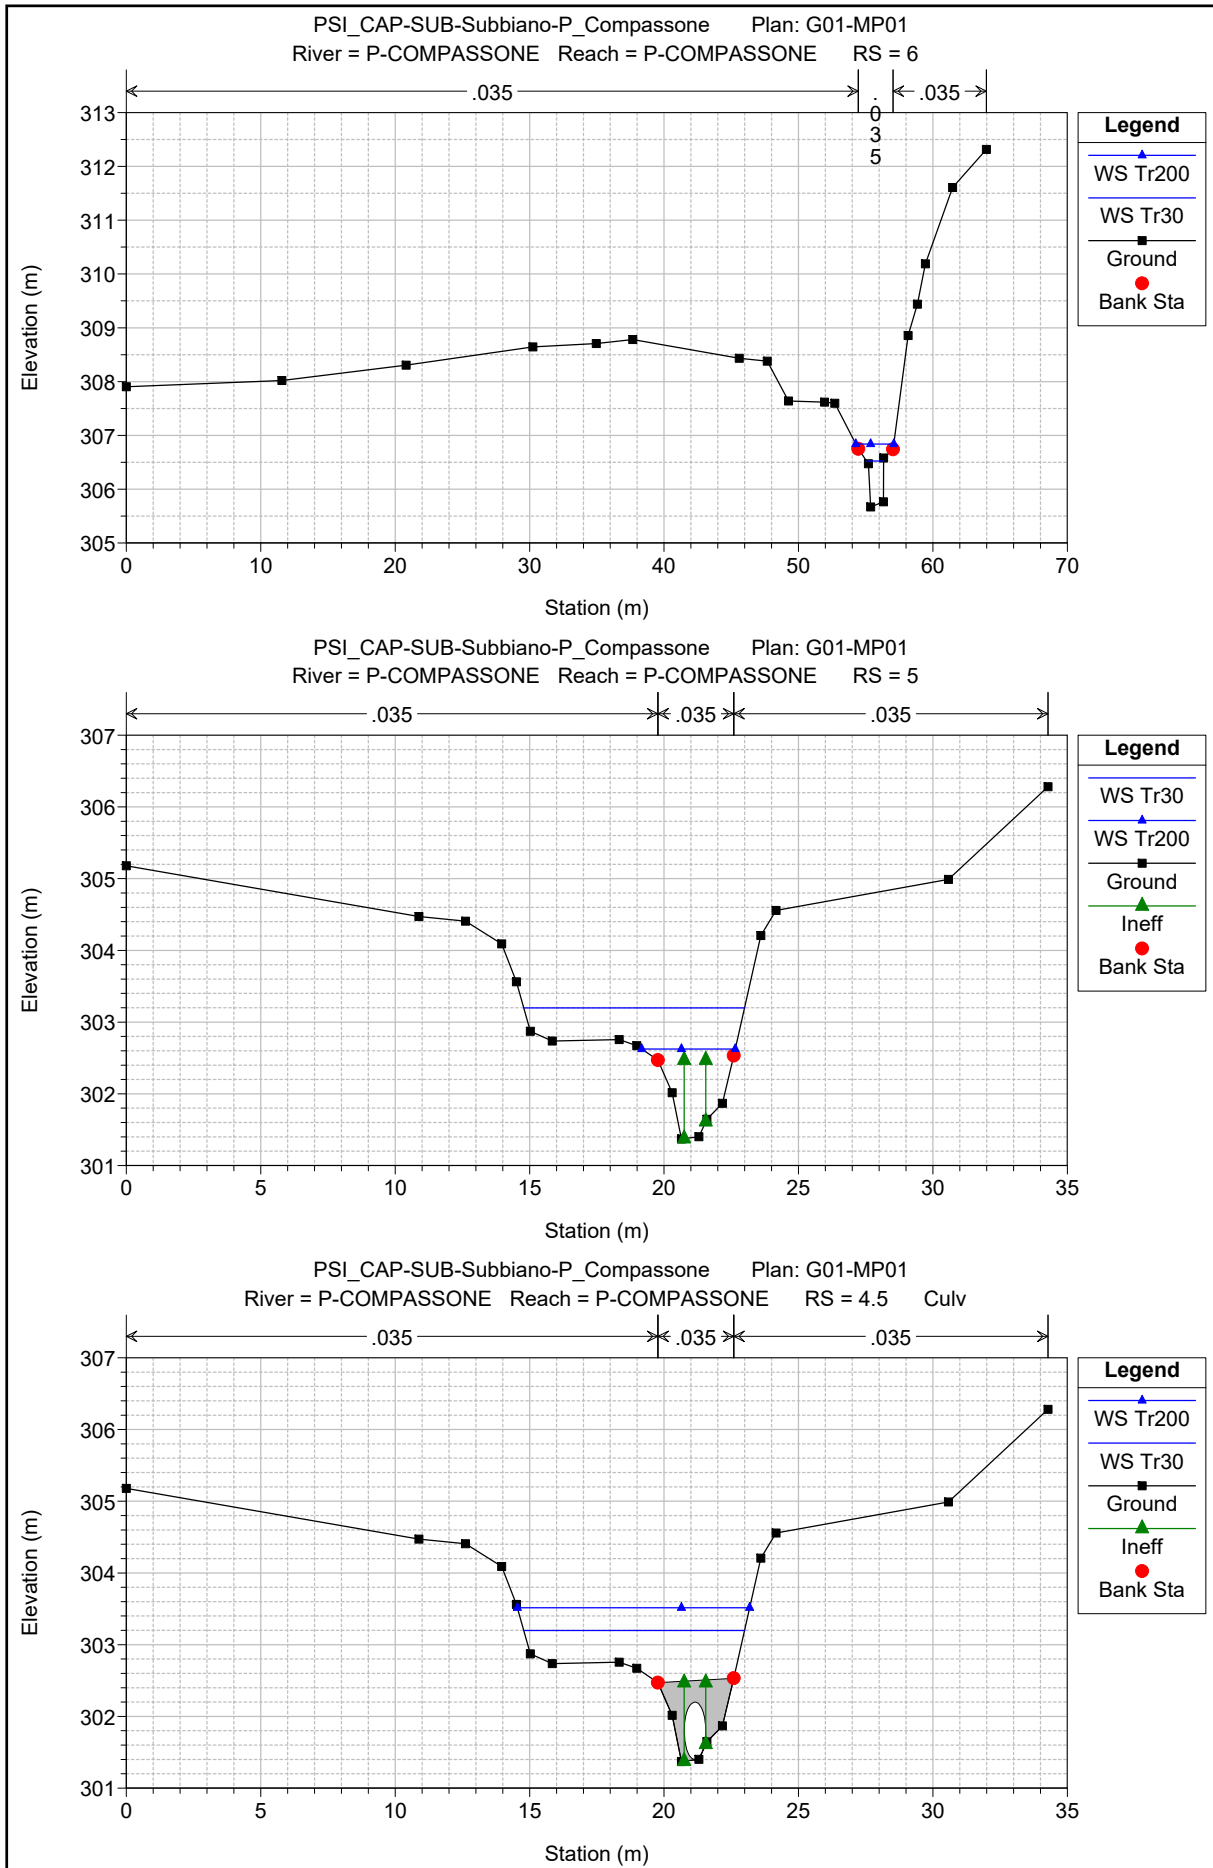 PSI_CAP-SUB-Subbiano-P_Compassone Plan: G01-MP01
River = P-COMPASSONE Reach = P-COMPASSONE RS = 6
.035 .035 .035
313
312
311
310
309
308
307
306
305
Elevation (m)
0 10 20 30 40 50 60 70
Station (m)
Legend
WS Tr200
WS Tr30
Ground
Bank Sta
PSI_CAP-SUB-Subbiano-P_Compassone Plan: G01-MP01
River = P-COMPASSONE Reach = P-COMPASSONE RS = 5
.035 .035 .035
307
306
305
304
303
302
301
Elevation (m)
0 5 10 15 20 25 30 35
Station (m)
Legend
WS Tr30
WS Tr200
Ground
Ineff
Bank Sta
PSI_CAP-SUB-Subbiano-P_Compassone Plan: G01-MP01
River = P-COMPASSONE Reach = P-COMPASSONE RS = 4.5 Culv
.035 .035 .035
307
306
305
304
303
302
301
Elevation (m)
0 5 10 15 20 25 30 35
Station (m)
Legend
WS Tr200
WS Tr30
Ground
Ineff
Bank Sta